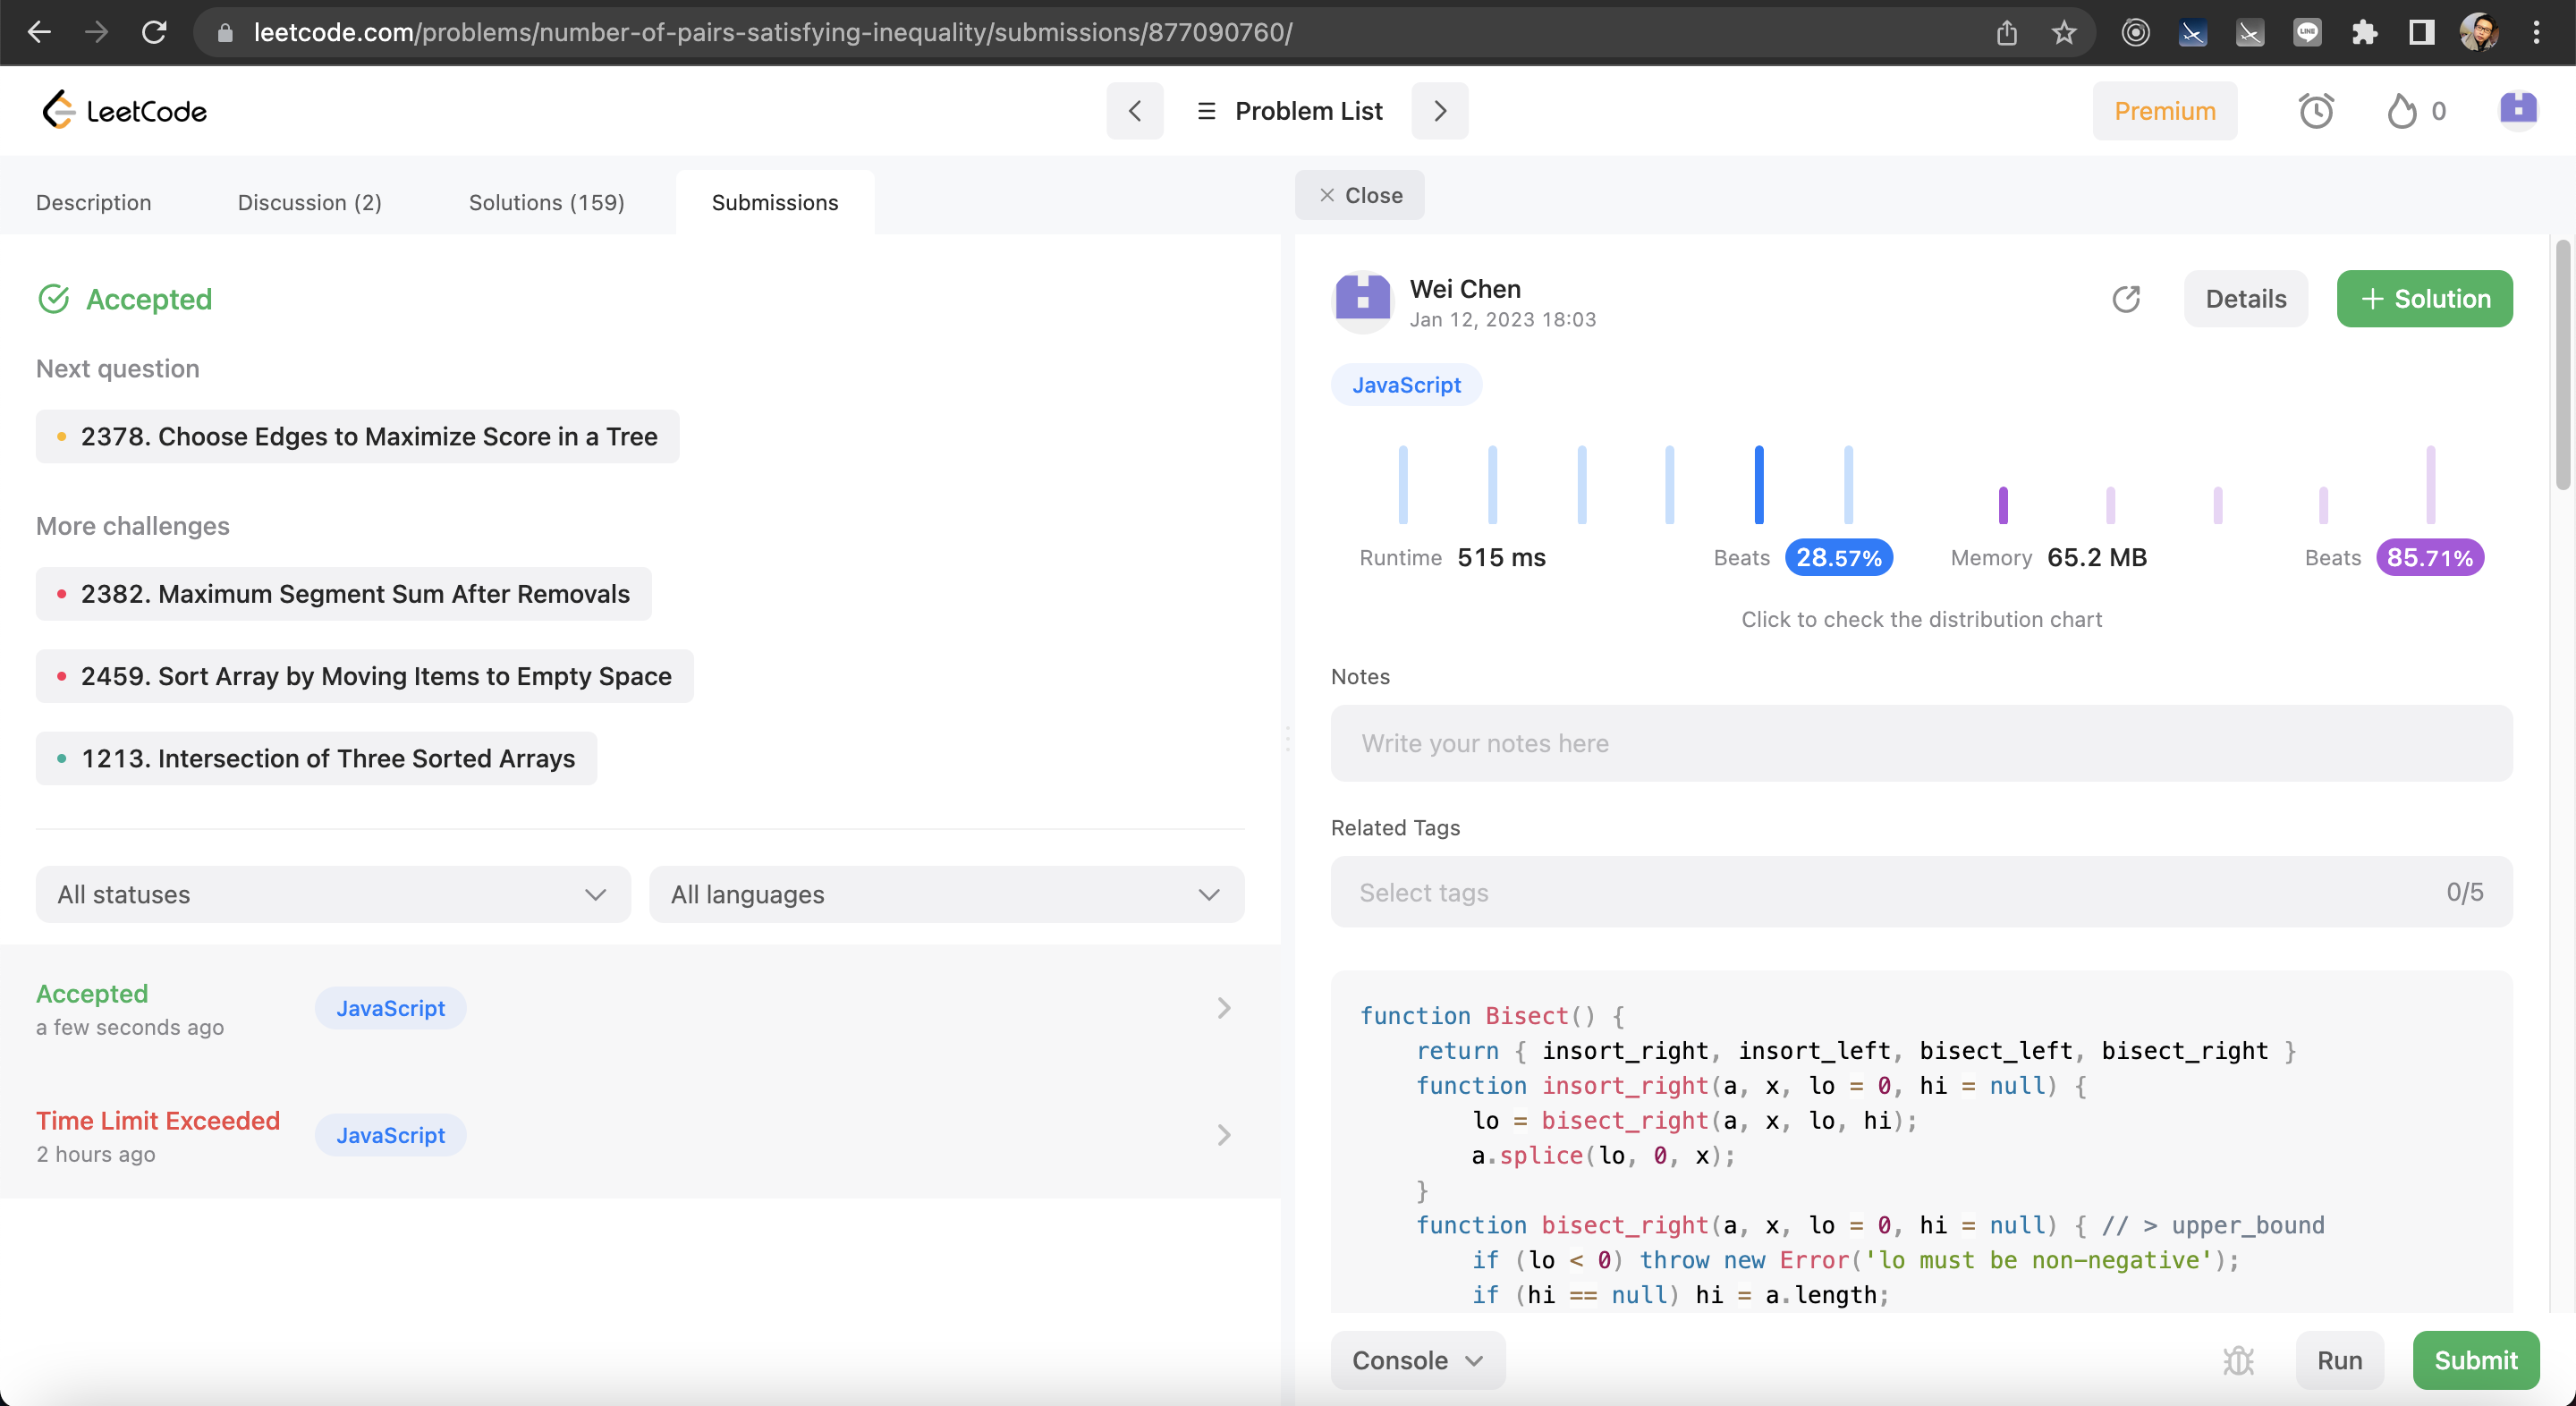 leetcode.com/problems/number-of-pairs-satisfying-inequality/submissions/877090760/
LINE
LeetCode
Problem List
Premium
0
Description
Discussion (2)
Solutions (159)
Submissions
Close
Accepted
Next question
2378. Choose Edges to Maximize Score in a Tree
More challenges
2382. Maximum Segment Sum After Removals
2459. Sort Array by Moving Items to Empty Space
1213. Intersection of Three Sorted Arrays
All statuses
All languages
Accepted
a few seconds ago
JavaScript
Time Limit Exceeded
2 hours ago
JavaScript
Wei Chen
Jan 12, 2023 18:03
Details
+ Solution
JavaScript
Runtime 515 ms
Beats 28.57%
Memory 65.2 MB
Beats 85.71%
Click to check the distribution chart
Notes
Write your notes here
Related Tags
Select tags
0/5
function Bisect() {
    return { insort_right, insort_left, bisect_left, bisect_right }
    function insort_right(a, x, lo = 0, hi = null) {
        lo = bisect_right(a, x, lo, hi);
        a.splice(lo, 0, x);
    }
    function bisect_right(a, x, lo = 0, hi = null) { // > upper_bound
        if (lo < 0) throw new Error('lo must be non-negative');
        if (hi == null) hi = a.length;
Console
Run
Submit